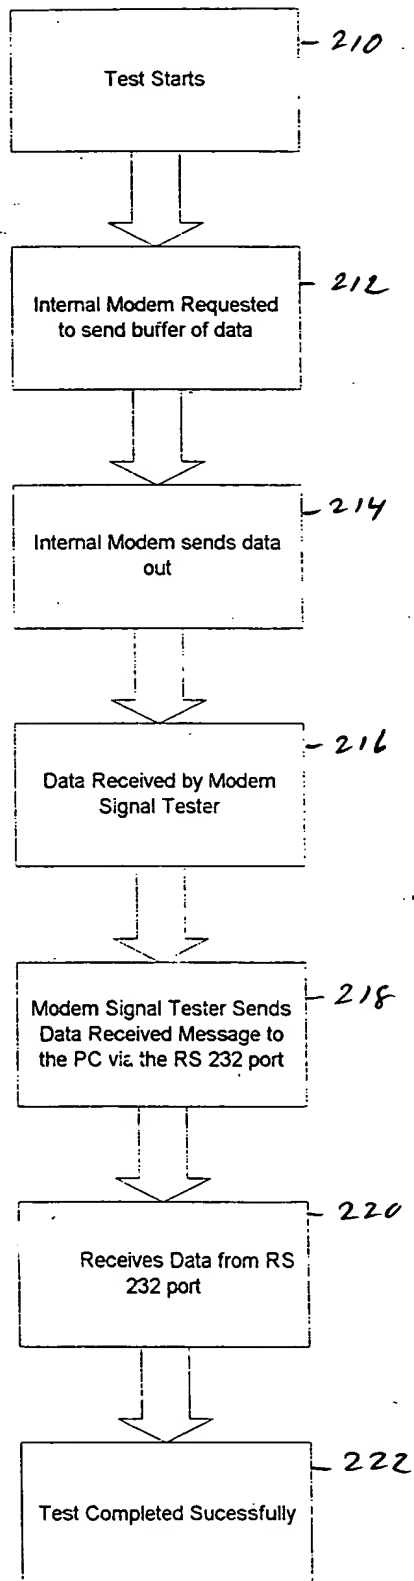 Test Starts
210
Internal Modem Requested
to send buffer of data
212
Internal Modem sends data
out
214
Data Received by Modem
Signal Tester
216
Modem Signal Tester Sends
Data Received Message to
the PC via the RS 232 port
218
Receives Data from RS
232 port
220
Test Completed Sucessfully
222